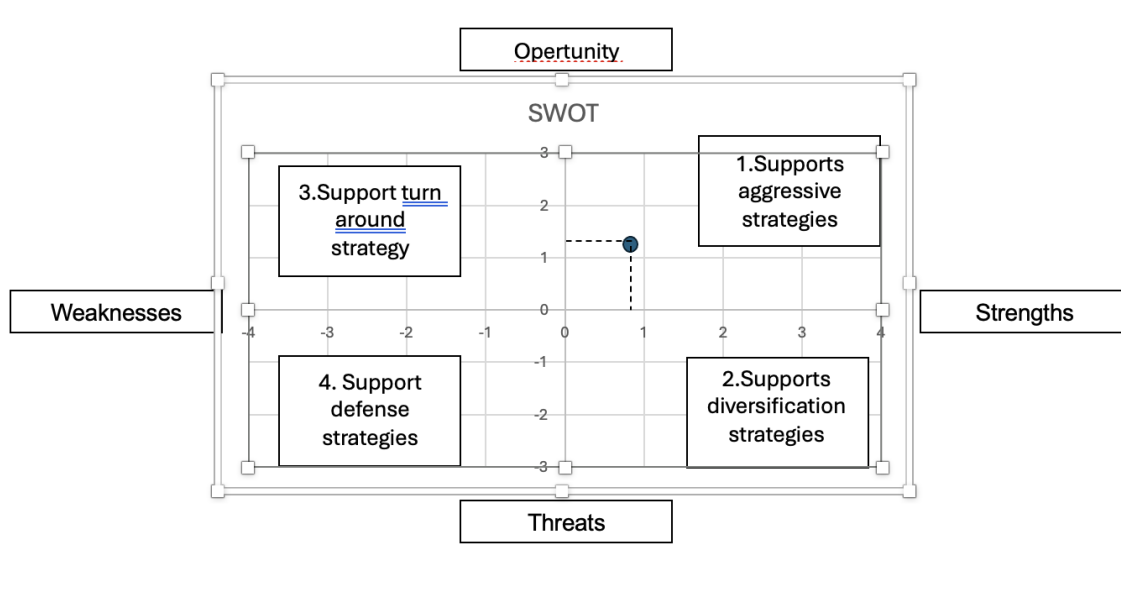 Opertunity
SWOT
3
1.Supports
aggressive
strategies
3.Support turn
around
strategy
2
1
Weaknesses
0
Strengths
-4 -3 -2 -1 0 1 2 3 4
-1
4. Support
defense
strategies
2.Supports
diversification
strategies
-2
-3
Threats